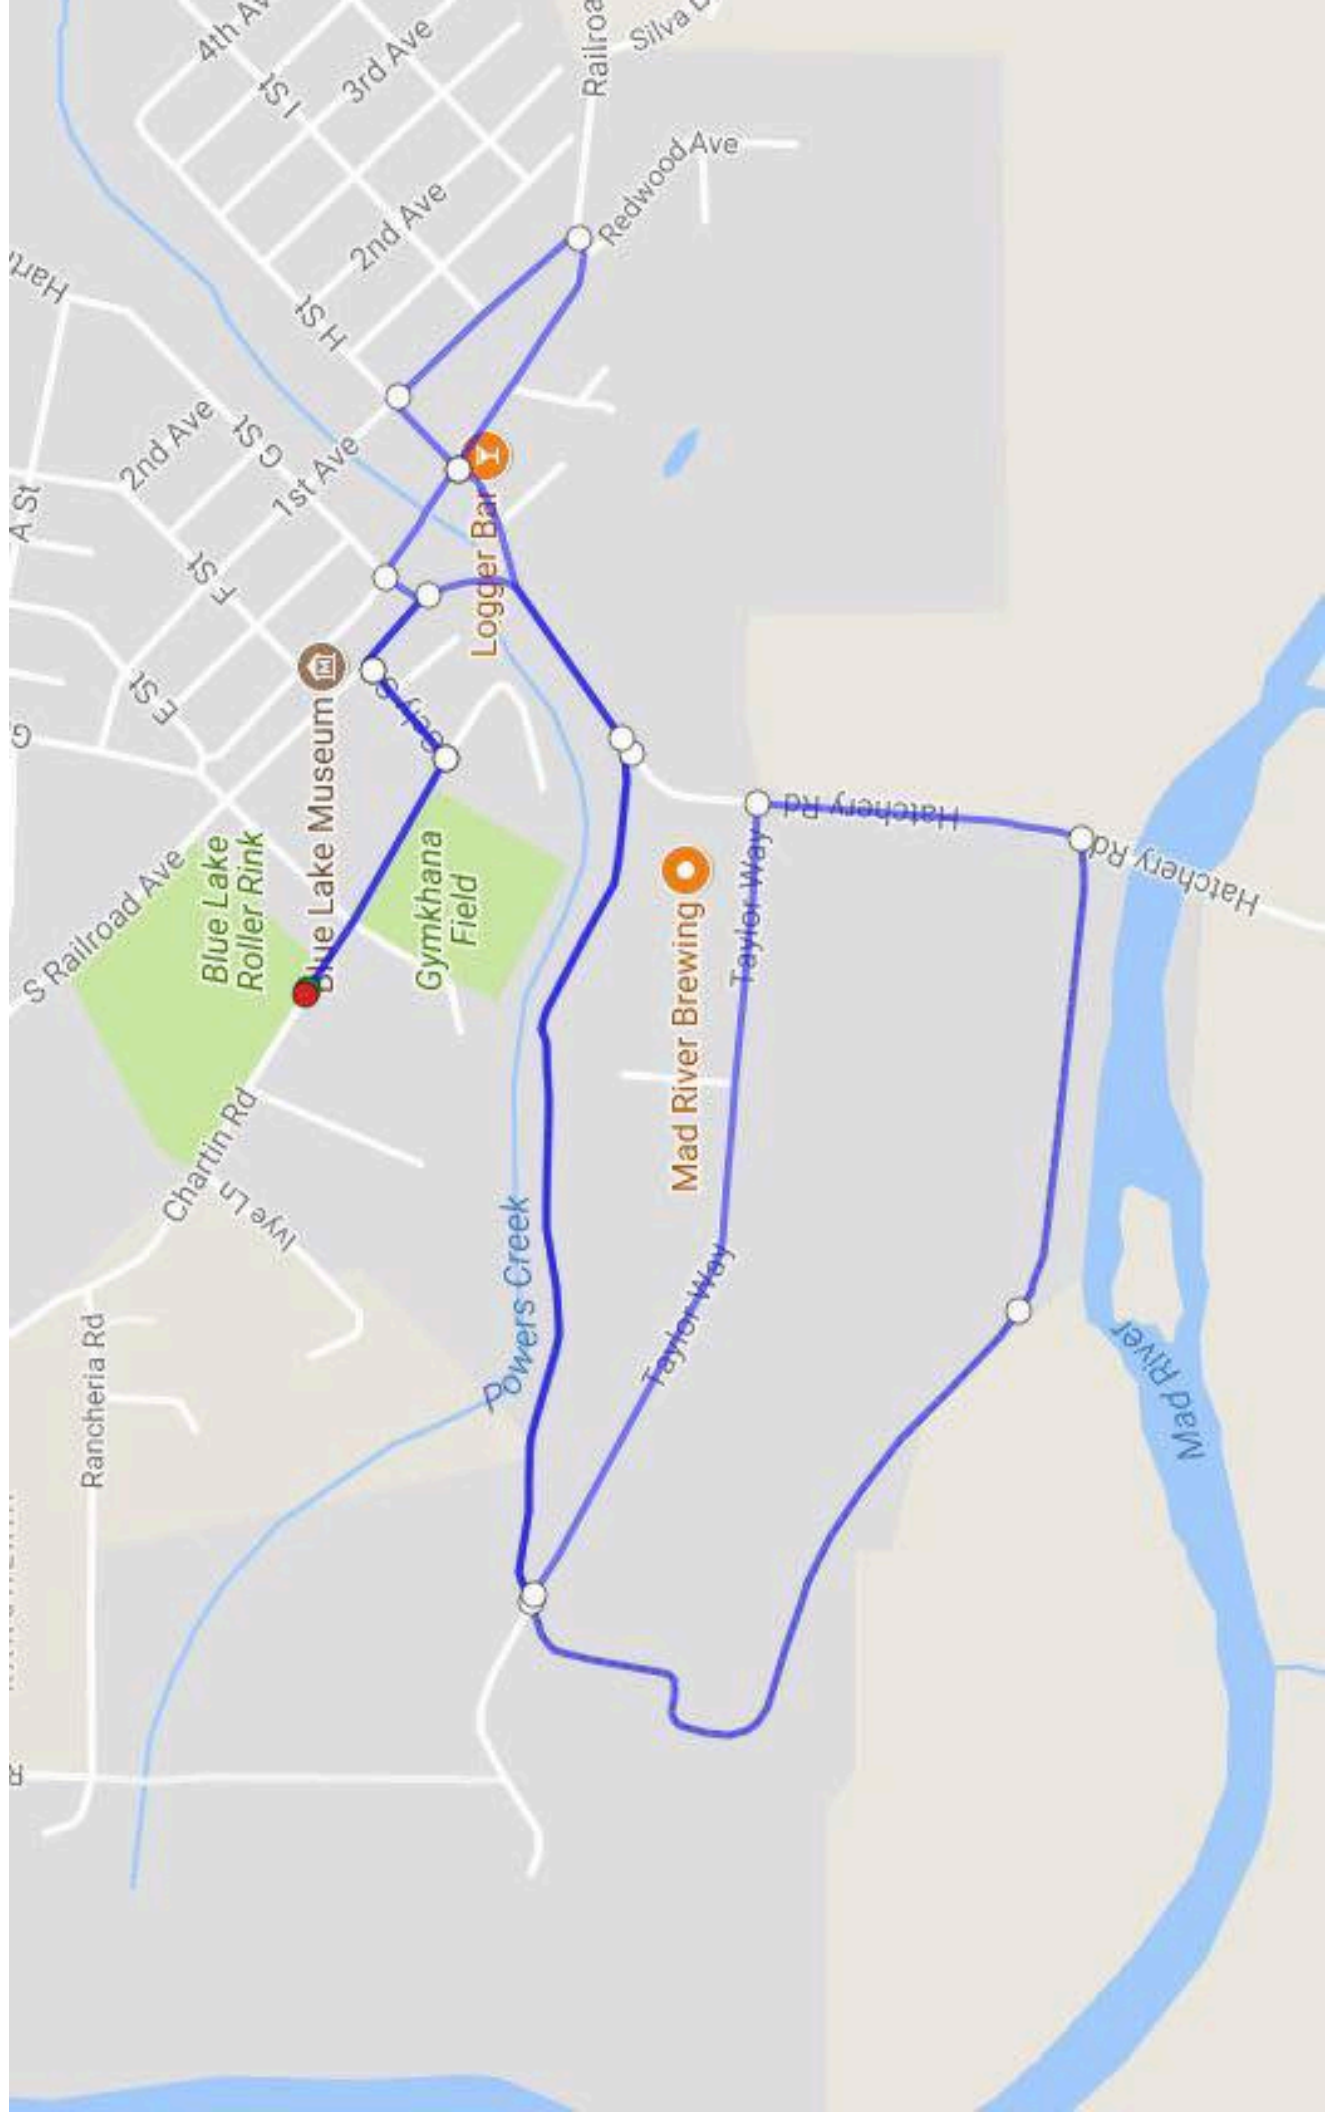 4th Av
I St
3rd Ave
Railroa
Silva D
Redwood Ave
2nd Ave
H St
Hart
2nd Ave
G St
1st Ave
A St
F St
Logger Bar
E St
G
Blue Lake Museum
Blue Lake
Roller Rink
S Railroad Ave
Gymkhana
Field
Hatchery Rd
Hatchery Rd
Taylor Way
Mad River Brewing
Chartin Rd
Ivye Ln
Powers Creek
Taylor Way
Rancheria Rd
Mad River